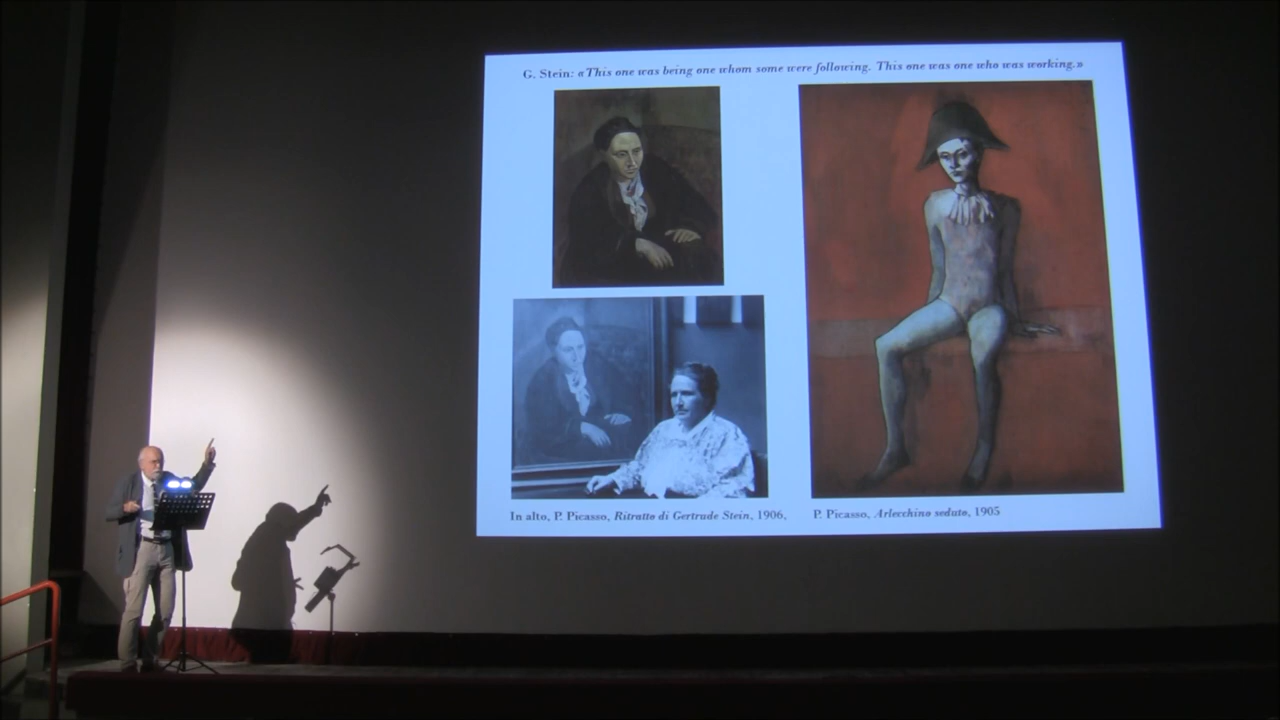 G. Stein: «This one was being one whom some were following. This one was one who was working.»
In alto, P. Picasso, Ritratto di Gertrude Stein, 1906,
P. Picasso, Arlecchino seduto, 1905